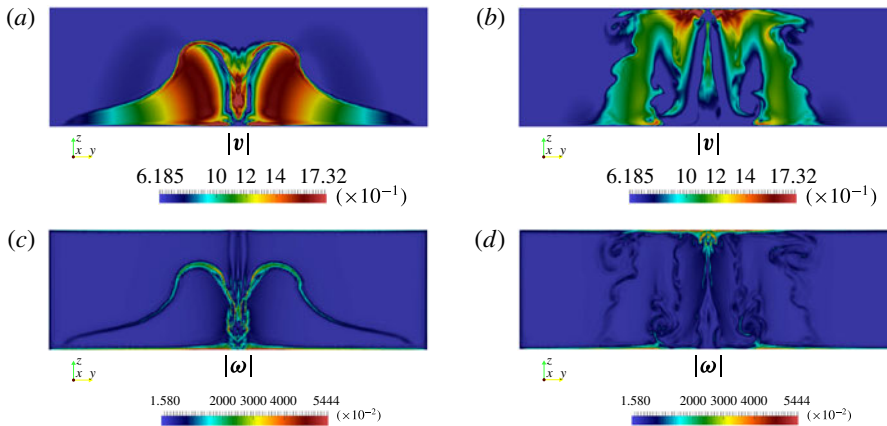 (a)
(b)
z
x y
|v|
6.185 10 12 14 17.32
(×10⁻¹)
z
x y
|v|
6.185 10 12 14 17.32
(×10⁻¹)
(c)
(d)
z
x y
|ω|
1.580 2000 3000 4000 5444
(×10⁻²)
z
x y
|ω|
1.580 2000 3000 4000 5444
(×10⁻²)